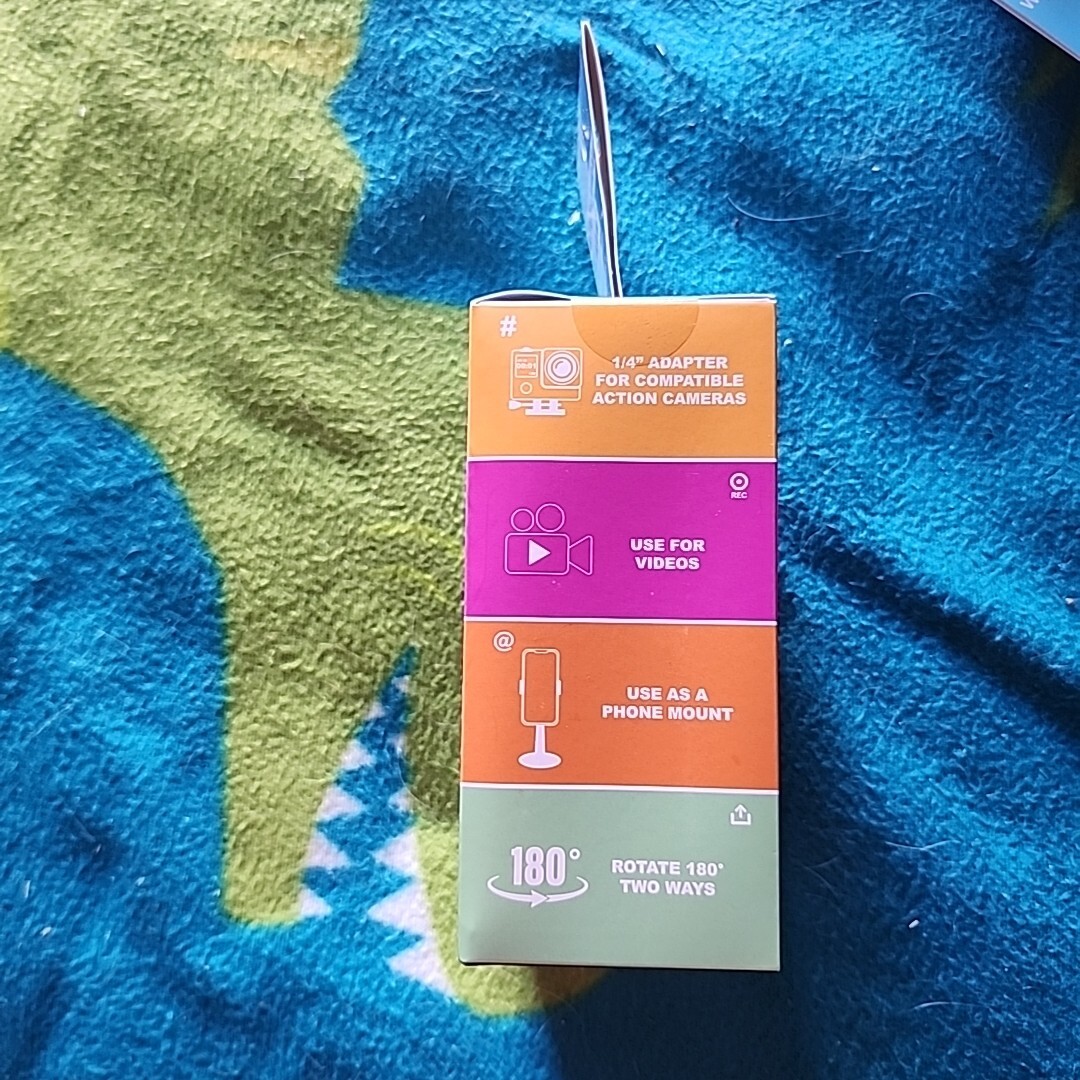 #
1/4" ADAPTER
FOR COMPATIBLE
ACTION CAMERAS
REC
USE FOR
VIDEOS
@
USE AS A
PHONE MOUNT
180°
ROTATE 180°
TWO WAYS